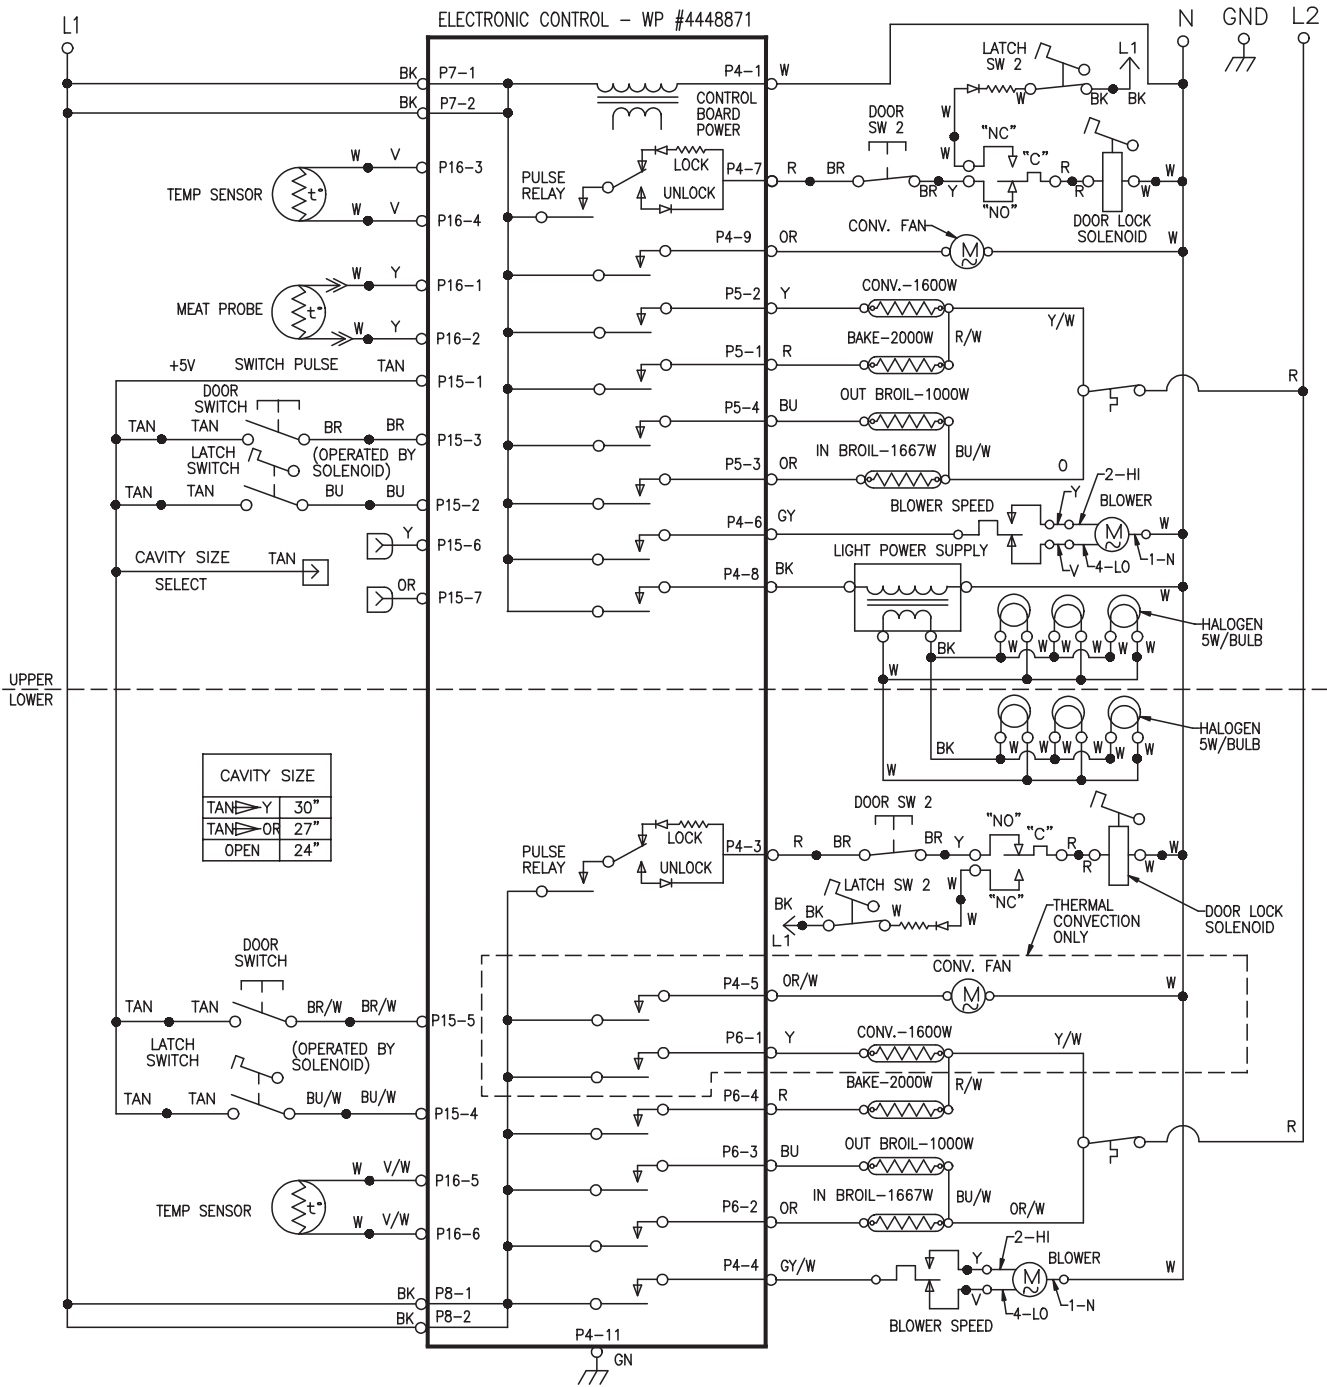 ELECTRONIC CONTROL – WP #4448871
L1
N
GND
L2
BK
P7–1
P4–1
W
BK
P7–2
CONTROL
BOARD
POWER
LATCH
SW 2
L1
W
BK
BK
DOOR
SW 2
W
"NC"
W
"C"
W
V
P16–3
TEMP SENSOR
t°
W
V
P16–4
PULSE
RELAY
LOCK
UNLOCK
P4–7
R
BR
BR
Y
"NO"
R
R
W
W
DOOR LOCK
SOLENOID
P4–9
OR
CONV. FAN
M
W
W
Y
P16–1
MEAT PROBE
t°
W
Y
P16–2
P5–2
Y
CONV.–1600W
Y/W
BAKE–2000W
R/W
P5–1
R
+5V
SWITCH PULSE
TAN
P15–1
R
DOOR
SWITCH
TAN
TAN
BR
BR
P15–3
OUT BROIL–1000W
P5–4
BU
LATCH
SWITCH
(OPERATED BY
SOLENOID)
IN BROIL–1667W
BU/W
P5–3
OR
O
TAN
TAN
BU
BU
P15–2
BLOWER SPEED
Y
2–HI
BLOWER
P4–6
GY
M
W
V
4–LO
1–N
Y
P15–6
LIGHT POWER SUPPLY
CAVITY SIZE
SELECT
TAN
P4–8
BK
W
OR
P15–7
HALOGEN
5W/BULB
BK
W
W
W
W
W
W
UPPER
LOWER
HALOGEN
5W/BULB
BK
W
W
W
W
W
W
CAVITY SIZE
TAN Y 30"
TAN OR 27"
OPEN 24"
DOOR SW 2
PULSE
RELAY
LOCK
UNLOCK
P4–3
R
BR
BR
Y
"NO"
"C"
R
R
W
W
"NC"
W
W
LATCH SW 2
BK
BK
W
L1
THERMAL
CONVECTION
ONLY
DOOR LOCK
SOLENOID
DOOR
SWITCH
CONV. FAN
P4–5
OR/W
M
W
TAN
TAN
BR/W
BR/W
P15–5
LATCH
SWITCH
(OPERATED BY
SOLENOID)
P6–1
Y
CONV.–1600W
Y/W
BAKE–2000W
R/W
P6–4
R
TAN
TAN
BU/W
BU/W
P15–4
R
OUT BROIL–1000W
P6–3
BU
W
V/W
P16–5
IN BROIL–1667W
BU/W
TEMP SENSOR
t°
P6–2
OR
OR/W
W
V/W
P16–6
P4–4
GY/W
Y
2–HI
BLOWER
M
W
V
4–LO
1–N
BLOWER SPEED
BK
P8–1
BK
P8–2
P4–11
GN